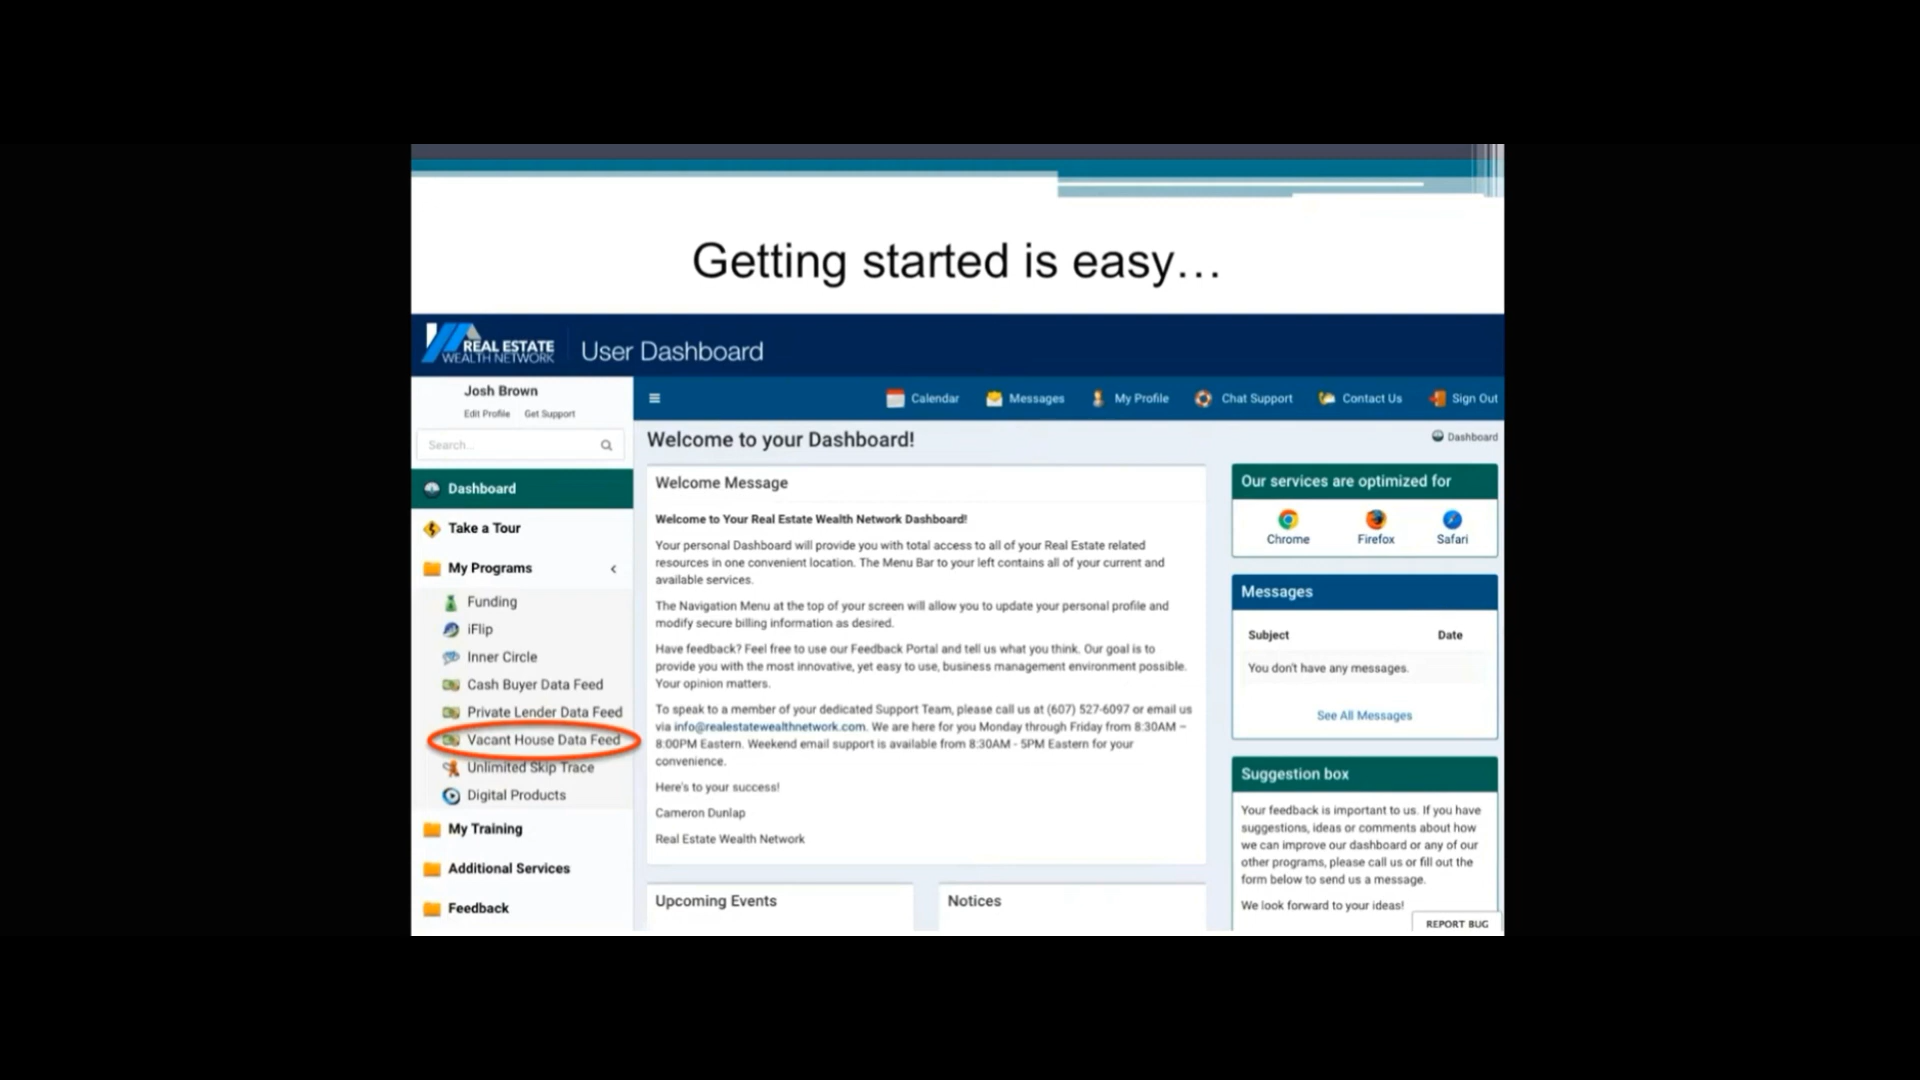 Getting started is easy...
REAL ESTATE
WEALTH NETWORK
User Dashboard
Josh Brown
Edit Profile Get Support
Search...
Dashboard
Take a Tour
My Programs
Funding
iFlip
Inner Circle
Cash Buyer Data Feed
Private Lender Data Feed
Vacant House Data Feed
Unlimited Skip Trace
Digital Products
My Training
Additional Services
Feedback
Calendar Messages My Profile Chat Support Contact Us Sign Out
Welcome to your Dashboard!
Dashboard
Welcome Message
Welcome to Your Real Estate Wealth Network Dashboard!
Your personal Dashboard will provide you with total access to all of your Real Estate related
resources in one convenient location. The Menu Bar to your left contains all of your current and
available services.
The Navigation Menu at the top of your screen will allow you to update your personal profile and
modify secure billing information as desired.
Have feedback? Feel free to use our Feedback Portal and tell us what you think. Our goal is to
provide you with the most innovative, yet easy to use, business management environment possible.
Your opinion matters.
To speak to a member of your dedicated Support Team, please call us at (607) 527-6097 or email us
via info@realestatewealthnetwork.com. We are here for you Monday through Friday from 8:30AM –
8:00PM Eastern. Weekend email support is available from 8:30AM - 5PM Eastern for your
convenience.
Here's to your success!
Cameron Dunlap
Real Estate Wealth Network
Upcoming Events
Notices
Our services are optimized for
Chrome Firefox Safari
Messages
Subject Date
You don't have any messages.
See All Messages
Suggestion box
Your feedback is important to us. If you have
suggestions, ideas or comments about how
we can improve our dashboard or any of our
other programs, please call us or fill out the
form below to send us a message.
We look forward to your ideas!
REPORT BUG